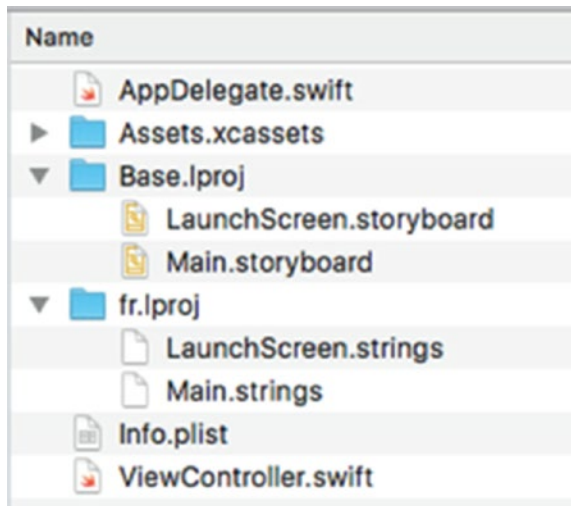 Name
AppDelegate.swift
Assets.xcassets
Base.lproj
LaunchScreen.storyboard
Main.storyboard
fr.lproj
LaunchScreen.strings
Main.strings
Info.plist
ViewController.swift